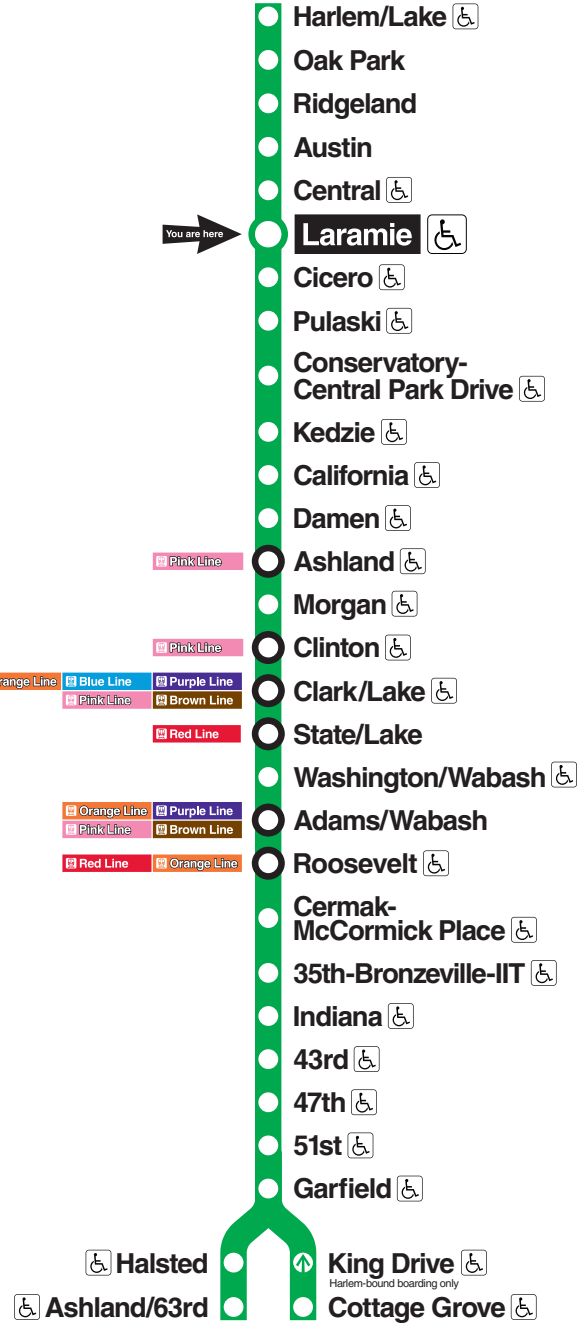 Harlem/Lake
Oak Park
Ridgeland
Austin
Central
You are here
Laramie
Cicero
Pulaski
Conservatory-
Central Park Drive
Kedzie
California
Damen
Pink Line
Ashland
Morgan
Pink Line
Clinton
range Line Blue Line Purple Line
Pink Line Brown Line
Clark/Lake
Red Line
State/Lake
Washington/Wabash
Orange Line Purple Line
Pink Line Brown Line
Adams/Wabash
Red Line Orange Line
Roosevelt
Cermak-
McCormick Place
35th-Bronzeville-IIT
Indiana
43rd
47th
51st
Garfield
Halsted
King Drive
Harlem-bound boarding only
Ashland/63rd
Cottage Grove